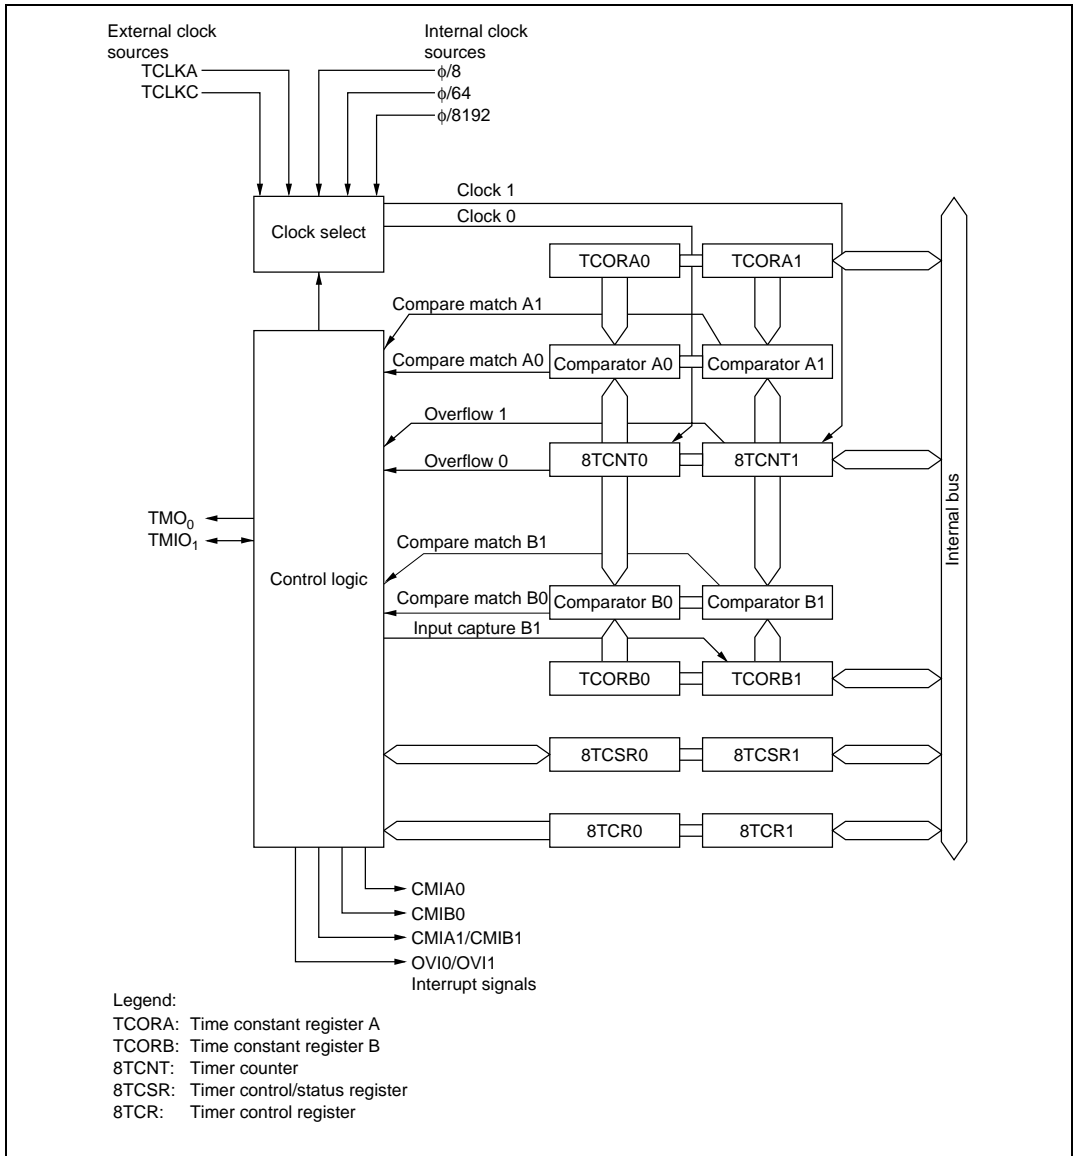 External clock
sources
Internal clock
sources
TCLKA
ϕ/8
TCLKC
ϕ/64
ϕ/8192
Clock 1
Clock 0
Clock select
TCORA0
TCORA1
Compare match A1
Compare match A0
Comparator A0
Comparator A1
Overflow 1
Overflow 0
8TCNT0
8TCNT1
Internal bus
TMO0
TMIO1
Control logic
Compare match B1
Compare match B0
Comparator B0
Comparator B1
Input capture B1
TCORB0
TCORB1
8TCSR0
8TCSR1
8TCR0
8TCR1
CMIA0
CMIB0
CMIA1/CMIB1
OVI0/OVI1
Interrupt signals
Legend:
TCORA: Time constant register A
TCORB: Time constant register B
8TCNT: Timer counter
8TCSR: Timer control/status register
8TCR: Timer control register